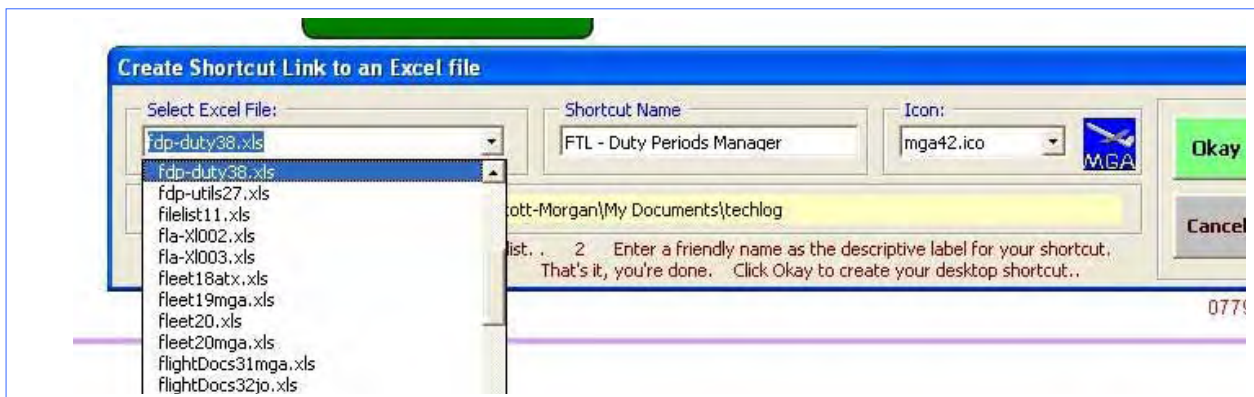 Create Shortcut Link to an Excel file
Select Excel File:
Shortcut Name
Icon:
fdp-duty38.xls
FTL - Duty Periods Manager
mga42.ico
MGA
Okay
fdp-duty38.xls
fdp-utils27.xls
filelist11.xls
fla-Xl002.xls
fla-Xl003.xls
fleet18atx.xls
fleet19mga.xls
fleet20.xls
fleet20mga.xls
flightDocs31mga.xls
flightDocs32jo.xls
ott-Morgan\My Documents\techlog
Cancel
list. . 2 Enter a friendly name as the descriptive label for your shortcut.
That's it, you're done. Click Okay to create your desktop shortcut..
0779